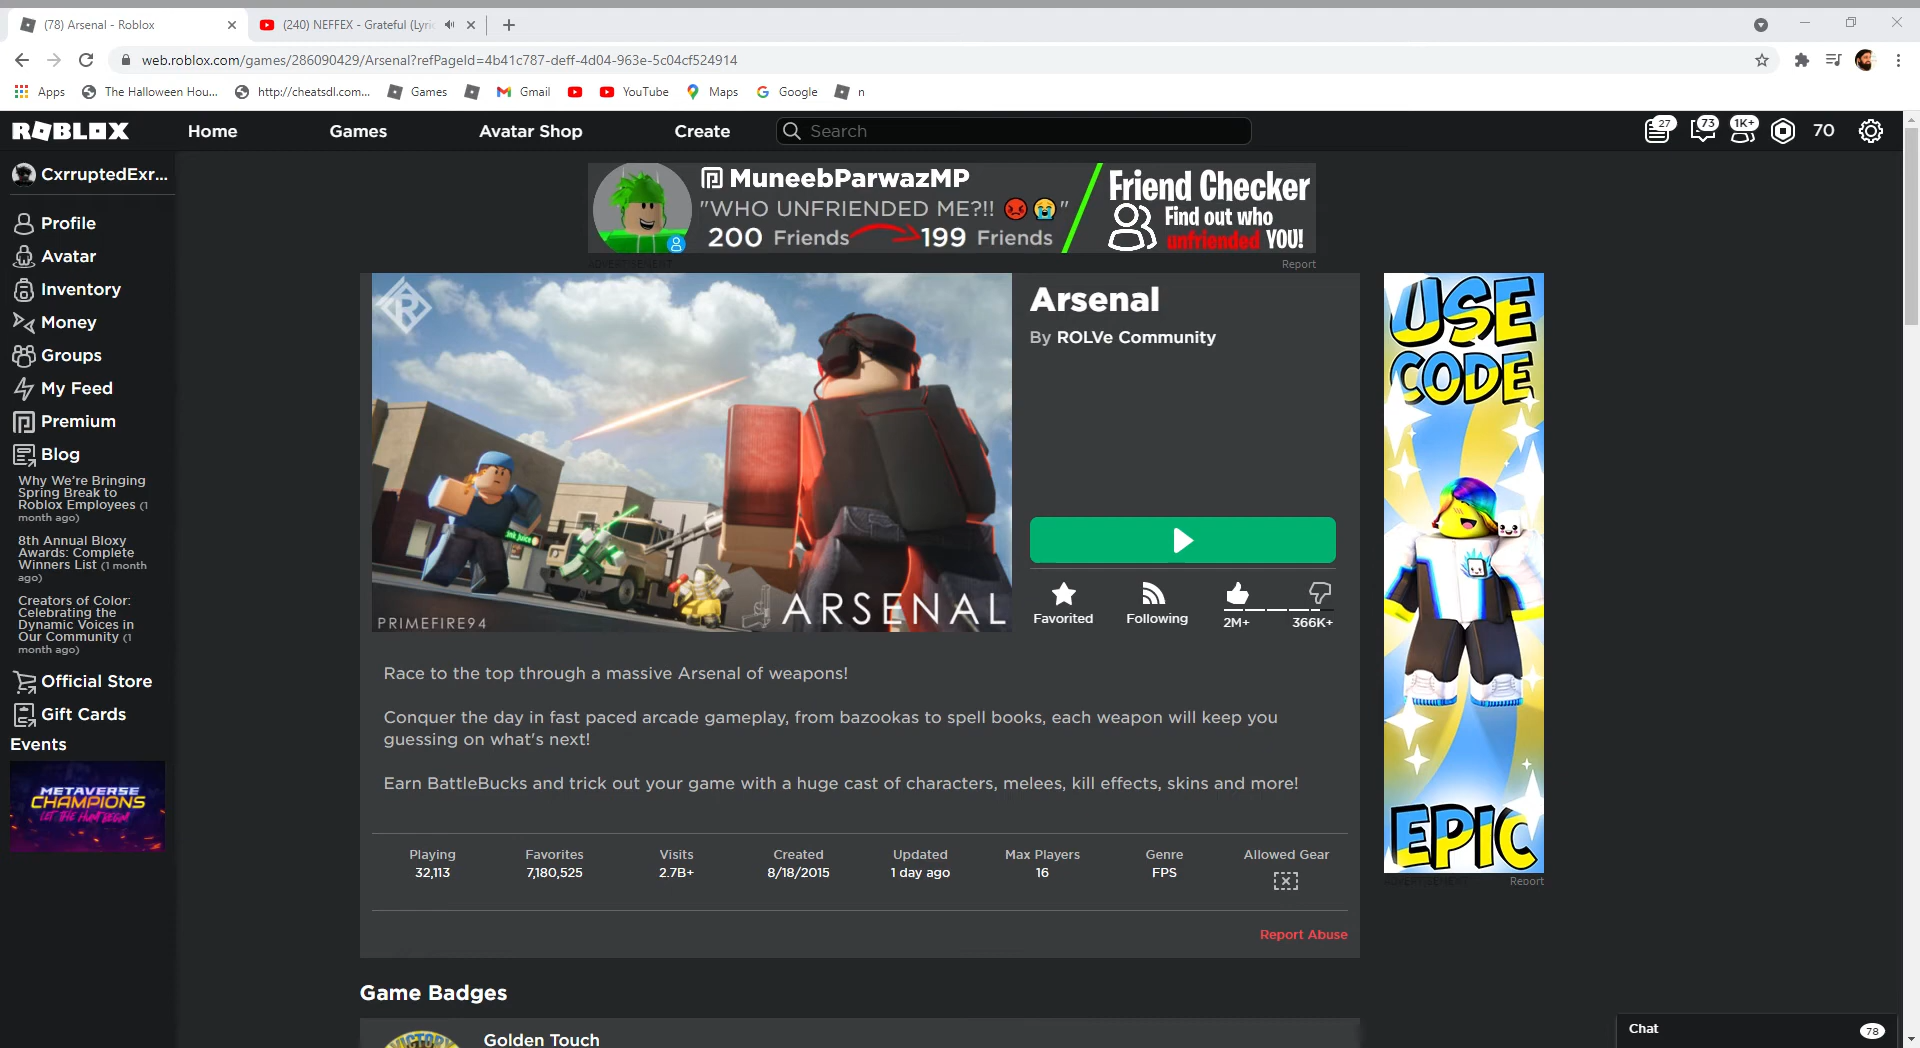 (78) Arsenal - Roblox
(240) NEFFEX - Grateful (Lyric
web.roblox.com/games/286090429/Arsenal?refPageId=4b41c787-deff-4d04-963e-5c04cf524914
Apps
The Halloween Hou...
http://cheatsdl.com...
Games
Gmail
YouTube
Maps
Google
n
ROBLOX
Home
Games
Avatar Shop
Create
Search
27
73
1K+
70
CxrruptedExr...
Profile
Avatar
Inventory
Money
Groups
My Feed
Premium
Blog
Why We're Bringing
Spring Break to
Roblox Employees (1
month ago)
8th Annual Bloxy
Awards: Complete
Winners List (1 month
ago)
Creators of Color:
Celebrating the
Dynamic Voices in
Our Community (1
month ago)
Official Store
Gift Cards
Events
METAVERSE
CHAMPIONS
LET THE HUNT BEGIN!
MuneebParwazMP
"WHO UNFRIENDED ME?!! 😡 😭"
200 Friends 199 Friends
Friend Checker
Find out who
unfriended YOU!
ADVERTISEMENT
Report
R
Pink Juice
PRIMEFIRE94
ARSENAL
Arsenal
By ROLVe Community
Favorited
Following
2M+
366K+
Race to the top through a massive Arsenal of weapons!
Conquer the day in fast paced arcade gameplay, from bazookas to spell books, each weapon will keep you
guessing on what's next!
Earn BattleBucks and trick out your game with a huge cast of characters, melees, kill effects, skins and more!
Playing
32,113
Favorites
7,180,525
Visits
2.7B+
Created
8/18/2015
Updated
1 day ago
Max Players
16
Genre
FPS
Allowed Gear
Report Abuse
USE
CODE
EPIC
ADVERTISEMENT
Report
Game Badges
VICTORY
Golden Touch
Chat
78